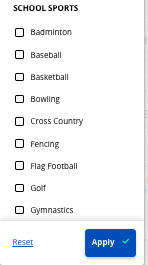 SCHOOL SPORTS
Badminton
Baseball
Basketball
Bowling
Cross Country
Fencing
Flag Football
Golf
Gymnastics
Reset
Apply